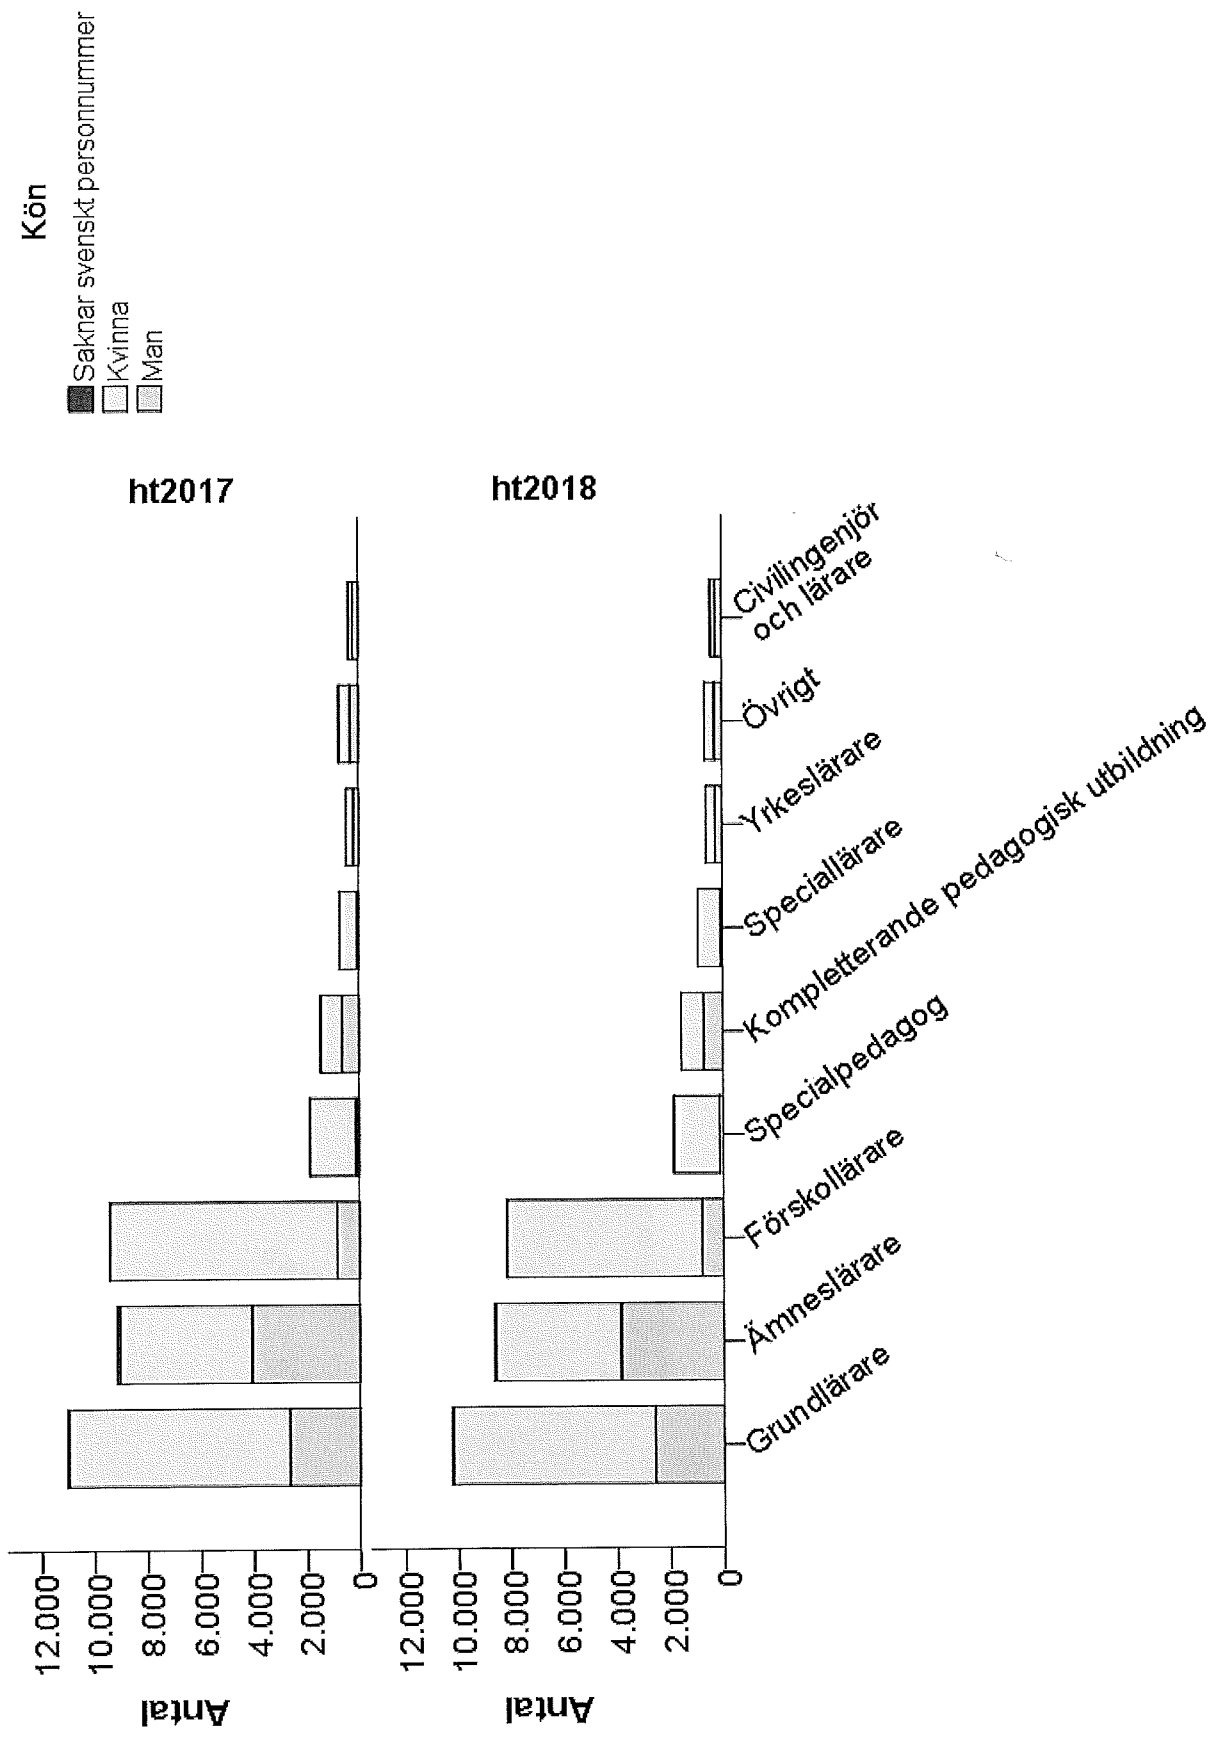 Kön
Saknar svenskt personnummer
Kvinna
Man
ht2017
Antal
12.000
10.000
8.000
6.000
4.000
2.000
0
ht2018
Antal
12.000
10.000
8.000
6.000
4.000
2.000
0
Grundlärare
Ämneslärare
Förskollärare
Specialpedagog
Kompletterande pedagogisk utbildning
Speciallärare
Yrkeslärare
Övrigt
Civilingenjör
och lärare